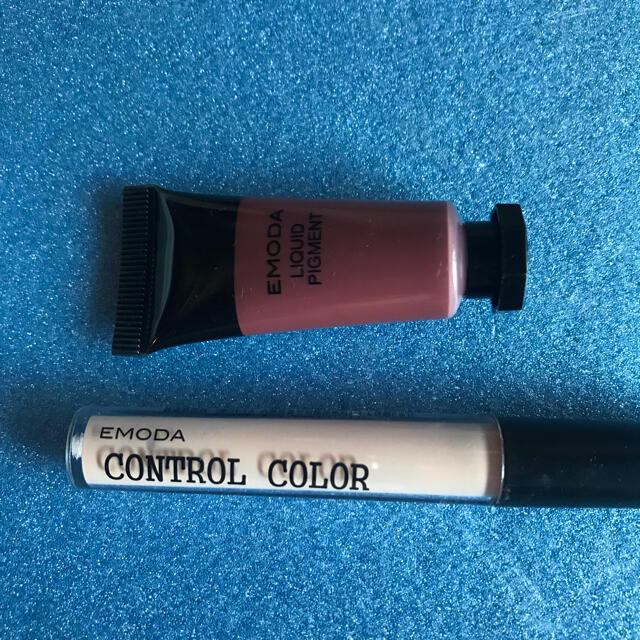 EMODA
LIQUID
PIGMENT
EMODA
CONTROL COLOR